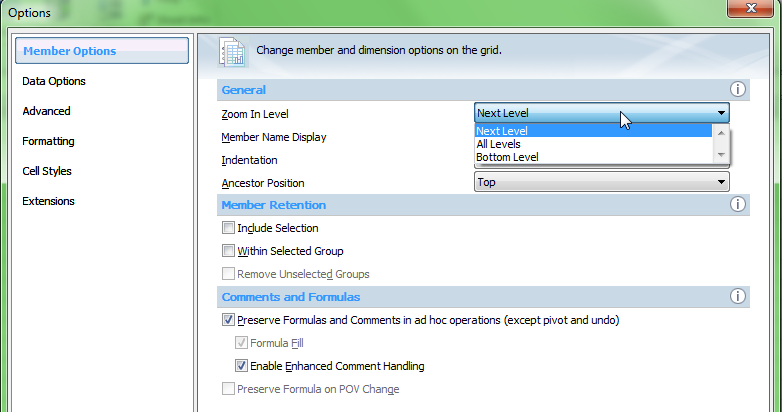 Options
Member Options
Data Options
Advanced
Formatting
Cell Styles
Extensions
Change member and dimension options on the grid.
General
Zoom In Level
Next Level
Next Level
All Levels
Bottom Level
Member Name Display
Indentation
Ancestor Position
Top
Member Retention
Include Selection
Within Selected Group
Remove Unselected Groups
Comments and Formulas
Preserve Formulas and Comments in ad hoc operations (except pivot and undo)
Formula Fill
Enable Enhanced Comment Handling
Preserve Formula on POV Change